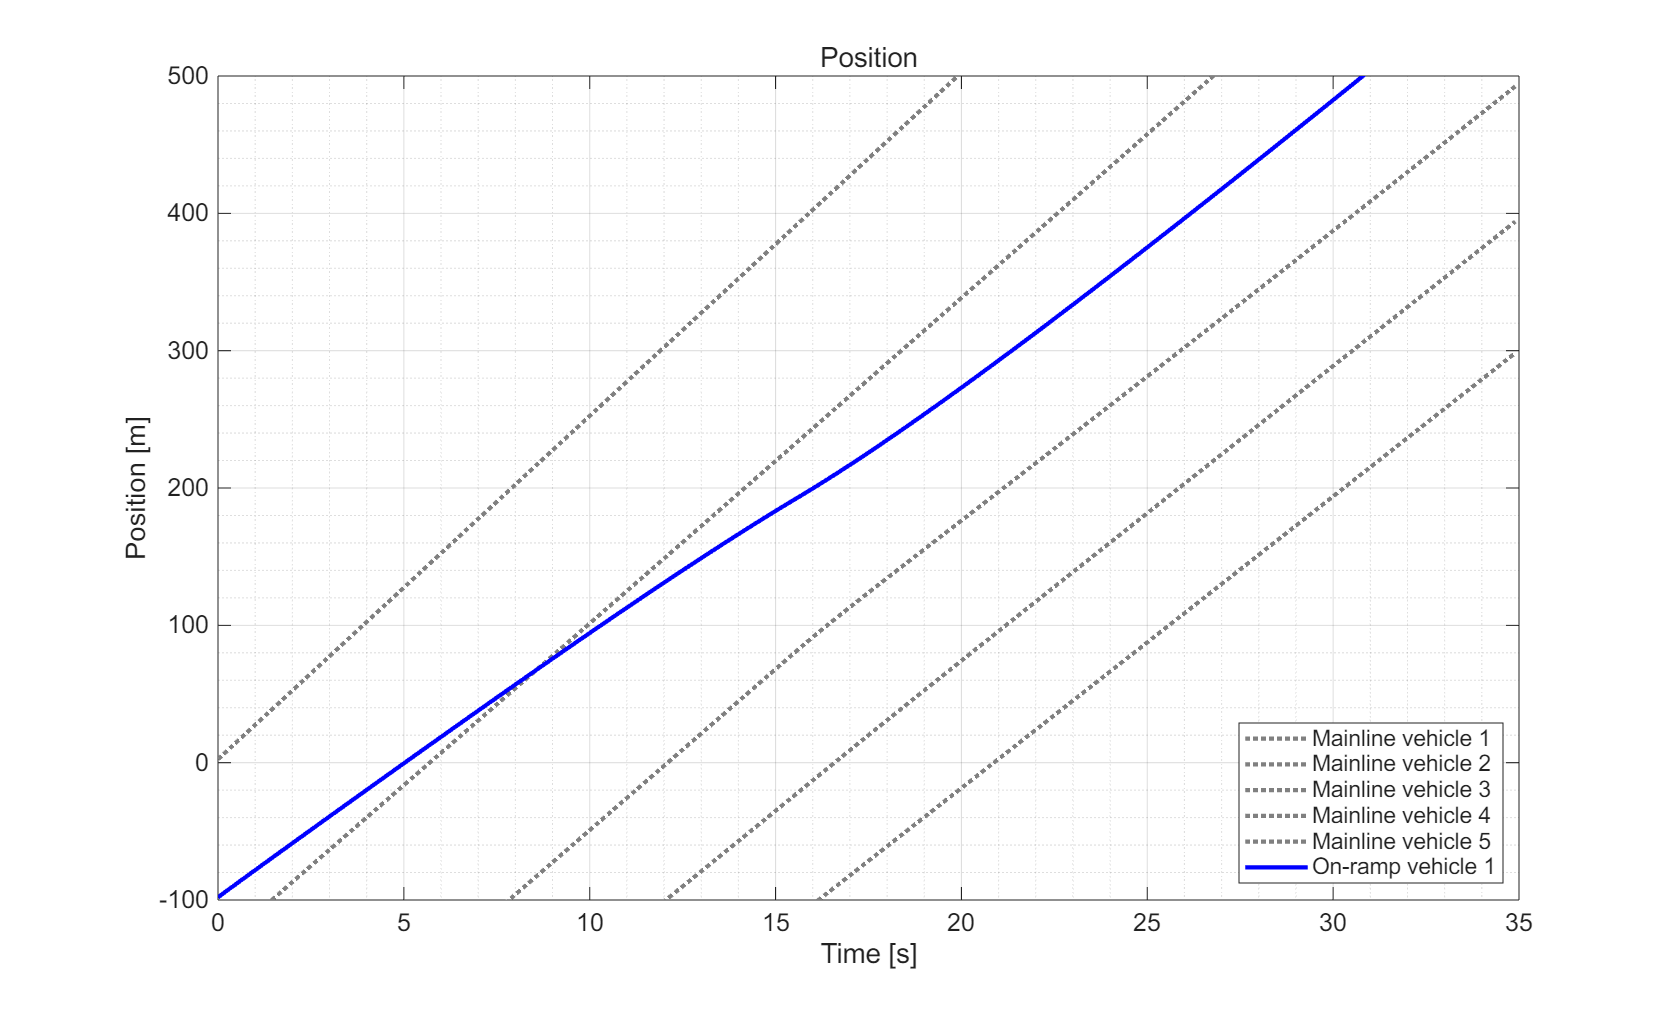 Position
500
400
300
200
100
0
-100
Position [m]
0 5 10 15 20 25 30 35
Time [s]
Mainline vehicle 1
Mainline vehicle 2
Mainline vehicle 3
Mainline vehicle 4
Mainline vehicle 5
On-ramp vehicle 1